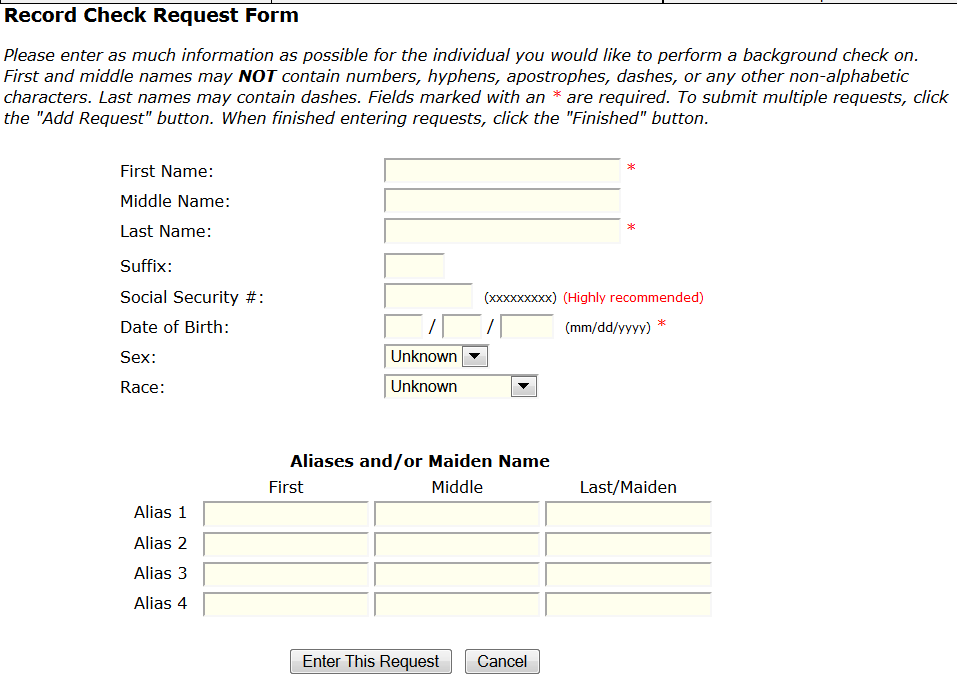 Record Check Request Form
Please enter as much information as possible for the individual you would like to perform a background check on.
First and middle names may NOT contain numbers, hyphens, apostrophes, dashes, or any other non-alphabetic
characters. Last names may contain dashes. Fields marked with an * are required. To submit multiple requests, click
the "Add Request" button. When finished entering requests, click the "Finished" button.
First Name: *
Middle Name:
Last Name: *
Suffix:
Social Security #: (xxxxxxxxx) (Highly recommended)
Date of Birth: / / (mm/dd/yyyy) *
Sex: Unknown
Race: Unknown
Aliases and/or Maiden Name
First Middle Last/Maiden
Alias 1
Alias 2
Alias 3
Alias 4
Enter This Request Cancel